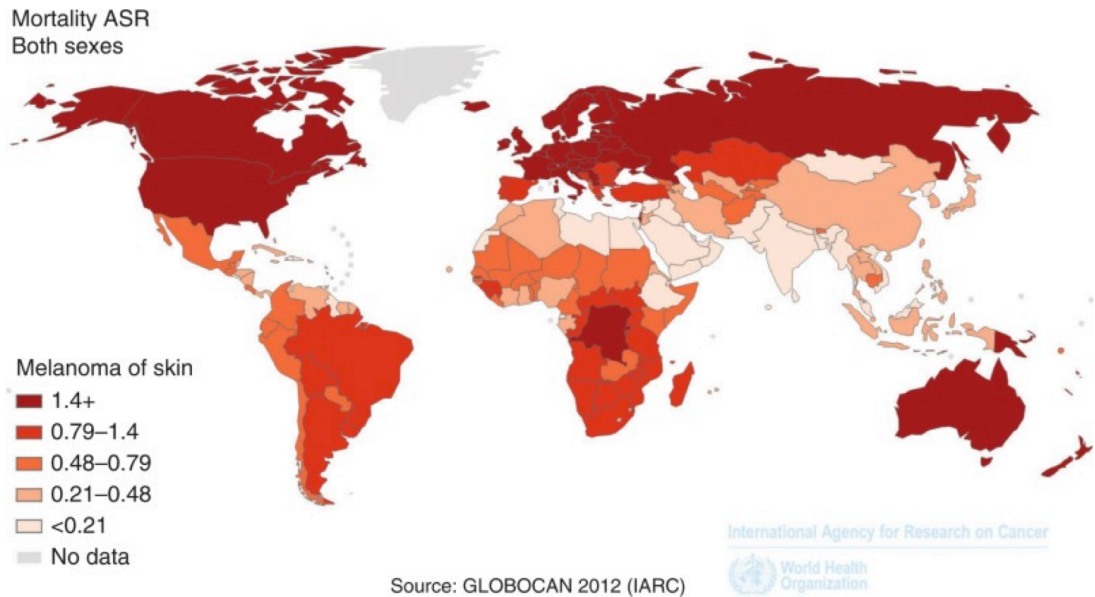 Mortality ASR
Both sexes
Melanoma of skin
1.4+
0.79–1.4
0.48–0.79
0.21–0.48
<0.21
No data
International Agency for Research on Cancer
World Health
Organization
Source: GLOBOCAN 2012 (IARC)